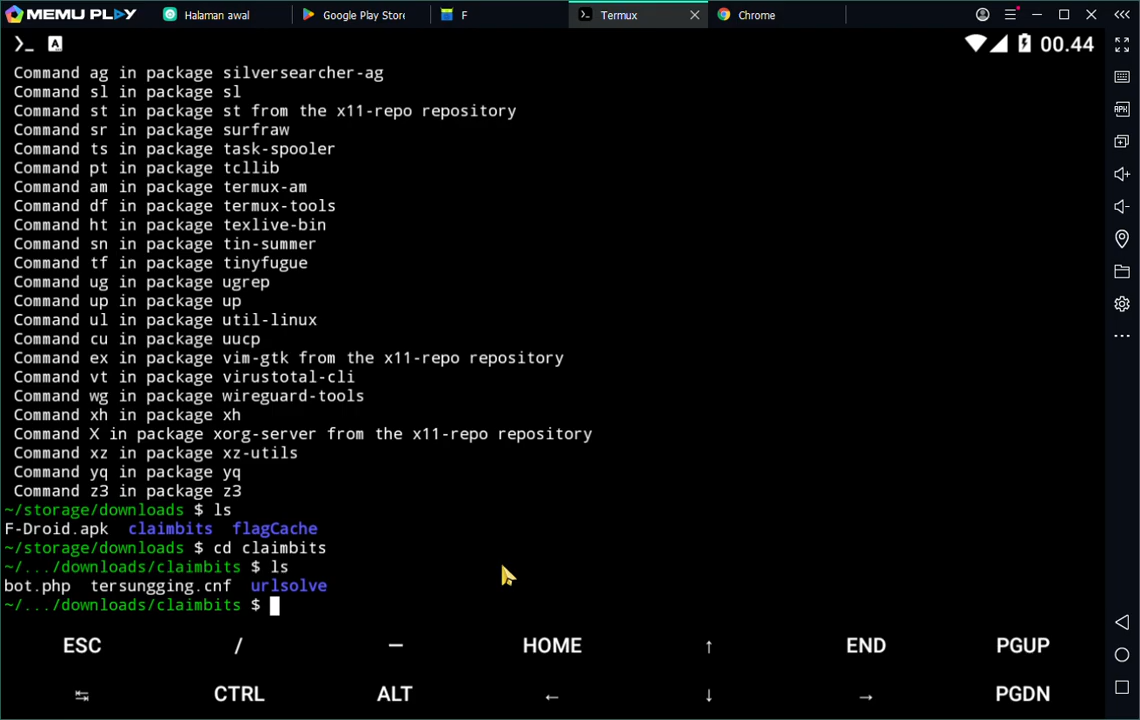 MEMU PLAY Halaman awal Google Play Store F Termux Chrome
00.44
Command ag in package silversearcher-ag
Command sl in package sl
Command st in package st from the x11-repo repository
Command sr in package surfraw
Command ts in package task-spooler
Command pt in package tcllib
Command am in package termux-am
Command df in package termux-tools
Command ht in package texlive-bin
Command sn in package tin-summer
Command tf in package tinyfugue
Command ug in package ugrep
Command up in package up
Command ul in package util-linux
Command cu in package uucp
Command ex in package vim-gtk from the x11-repo repository
Command vt in package virustotal-cli
Command wg in package wireguard-tools
Command xh in package xh
Command X in package xorg-server from the x11-repo repository
Command xz in package xz-utils
Command yq in package yq
Command z3 in package z3
~/storage/downloads $ ls
F-Droid.apk claimbits flagCache
~/storage/downloads $ cd claimbits
~/.../downloads/claimbits $ ls
bot.php tersungging.cnf urlsolve
~/.../downloads/claimbits $
ESC / — HOME ↑ END PGUP
↹ CTRL ALT ← ↓ → PGDN